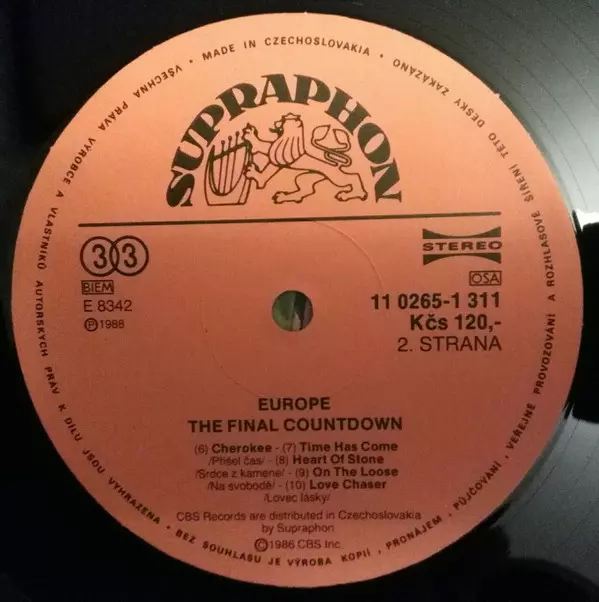 • MADE IN CZECHOSLOVAKIA •
VŠECHNA PRÁVA VÝROBCE A VLASTNÍKŮ AUTORSKÝCH PRÁV K DÍLU JSOU VYHRAZENA • BEZ SOUHLASU JE VÝROBA KOPIÍ, PRONÁJEM, PŮJČOVÁNÍ, VEŘEJNÉ PROVOZOVÁNÍ A ROZHLASOVÉ ŠÍŘENÍ TÉTO DESKY ZAKÁZÁNO
SUPRAPHON
33
STEREO
BIEM
OSA
E 8342
11 0265-1 311
Ⓟ1988
Kčs 120,-
2. STRANA
EUROPE
THE FINAL COUNTDOWN
(6) Cherokee - (7) Time Has Come
/Přišel čas/ - (8) Heart Of Stone
/Srdce z kamene/ - (9) On The Loose
/Na svobodě/ - (10) Love Chaser
/Lovec lásky/
CBS Records are distributed in Czechoslovakia
by Supraphon
©1986 CBS Inc.